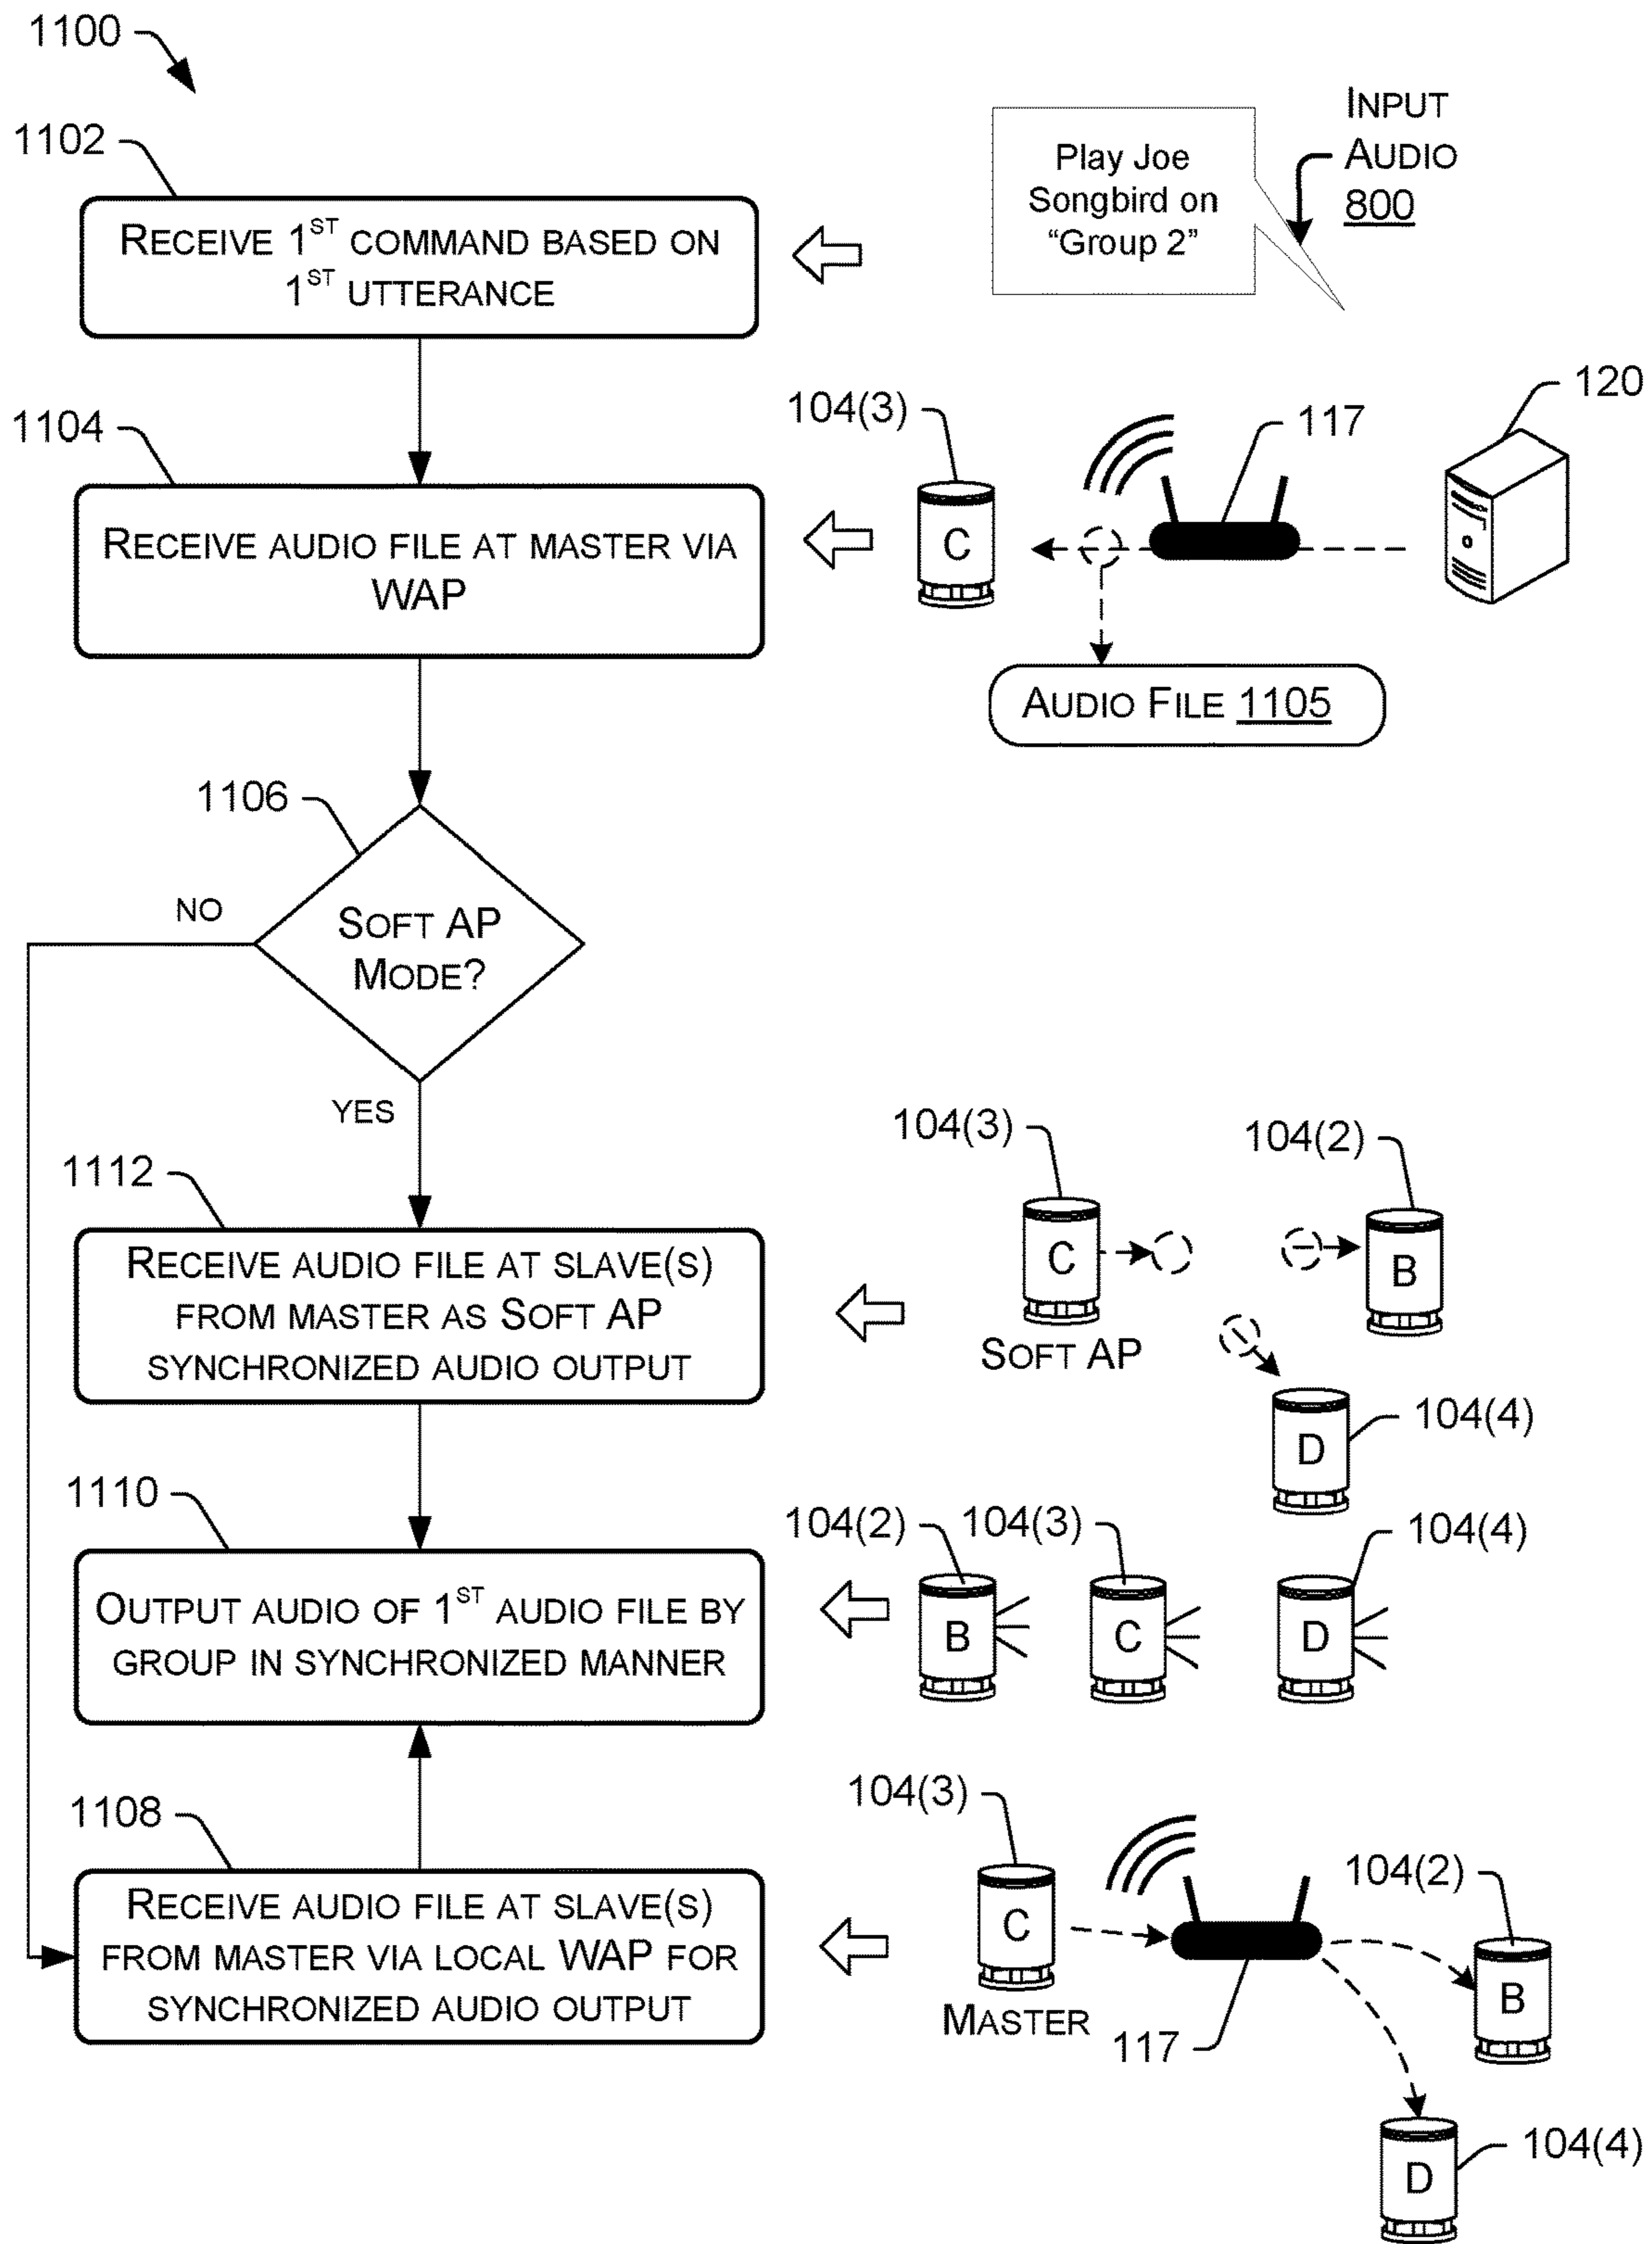 1100
1102
RECEIVE 1ST COMMAND BASED ON
1ST UTTERANCE
Play Joe
Songbird on
“Group 2”
INPUT
AUDIO
800
1104
RECEIVE AUDIO FILE AT MASTER VIA
WAP
104(3)
C
117
120
AUDIO FILE 1105
1106
SOFT AP
MODE?
NO
YES
1112
RECEIVE AUDIO FILE AT SLAVE(S)
FROM MASTER AS SOFT AP
SYNCHRONIZED AUDIO OUTPUT
104(3)
C
SOFT AP
104(2)
B
104(4)
D
1110
OUTPUT AUDIO OF 1ST AUDIO FILE BY
GROUP IN SYNCHRONIZED MANNER
104(2)
B
104(3)
C
104(4)
D
1108
RECEIVE AUDIO FILE AT SLAVE(S)
FROM MASTER VIA LOCAL WAP FOR
SYNCHRONIZED AUDIO OUTPUT
104(3)
C
MASTER
117
104(2)
B
104(4)
D